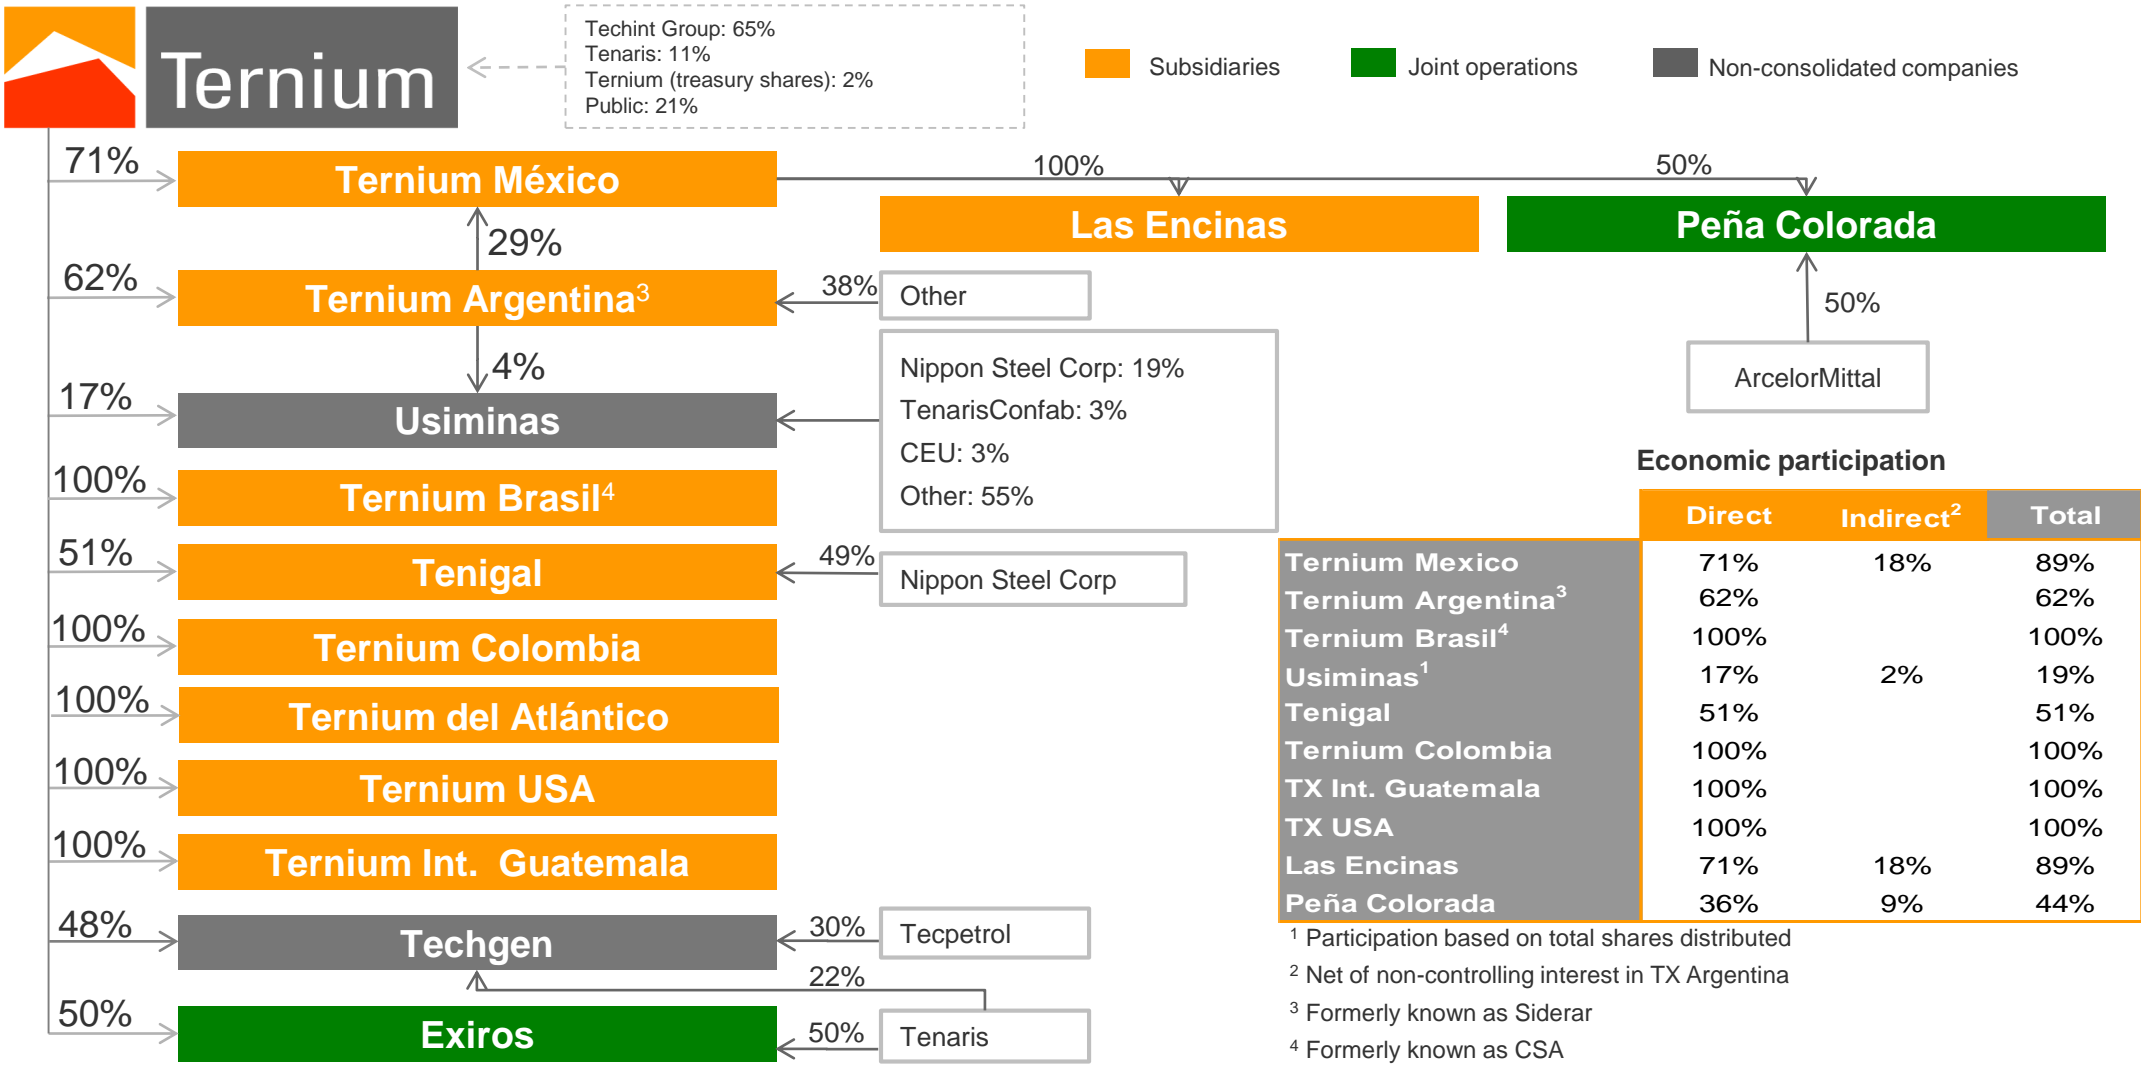 Ternium
Techint Group: 65%
Tenaris: 11%
Ternium (treasury shares): 2%
Public: 21%
Subsidiaries
Joint operations
Non-consolidated companies
71%
Ternium México
100%
50%
Las Encinas
Peña Colorada
29%
62%
Ternium Argentina³
38%
Other
50%
ArcelorMittal
4%
17%
Usiminas
Nippon Steel Corp: 19%
TenarisConfab: 3%
CEU: 3%
Other: 55%
100%
Ternium Brasil⁴
51%
Tenigal
49%
Nippon Steel Corp
100%
Ternium Colombia
100%
Ternium del Atlántico
100%
Ternium USA
100%
Ternium Int. Guatemala
48%
Techgen
30%
Tecpetrol
22%
50%
Exiros
50%
Tenaris
Economic participation
Direct Indirect² Total
Ternium Mexico 71% 18% 89%
Ternium Argentina³ 62% 62%
Ternium Brasil⁴ 100% 100%
Usiminas¹ 17% 2% 19%
Tenigal 51% 51%
Ternium Colombia 100% 100%
TX Int. Guatemala 100% 100%
TX USA 100% 100%
Las Encinas 71% 18% 89%
Peña Colorada 36% 9% 44%
¹ Participation based on total shares distributed
² Net of non-controlling interest in TX Argentina
³ Formerly known as Siderar
⁴ Formerly known as CSA